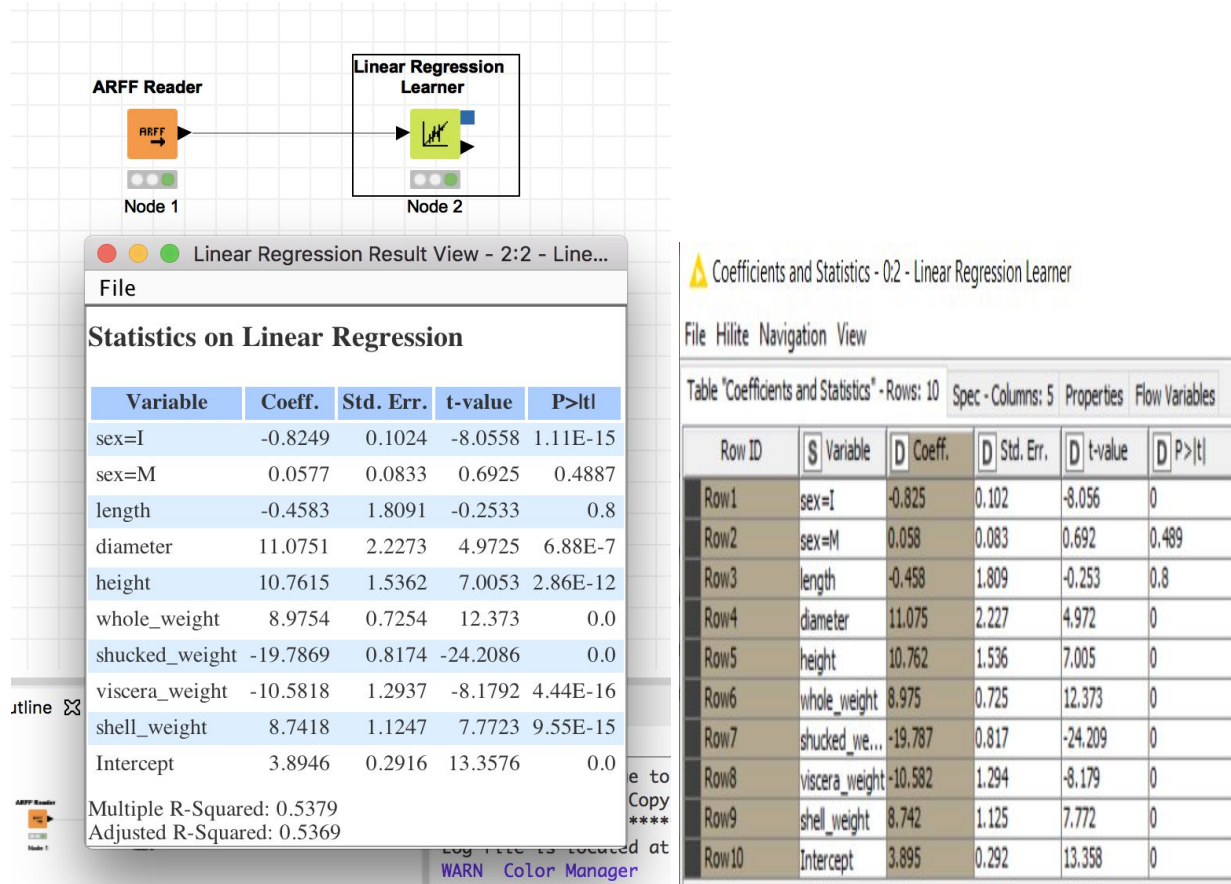 Linear Regression
Learner
ARFF Reader
ARFF
Node 1
Node 2
Linear Regression Result View - 2:2 - Line...
File
Statistics on Linear Regression
Variable Coeff. Std. Err. t-value P>|t|
sex=I -0.8249 0.1024 -8.0558 1.11E-15
sex=M 0.0577 0.0833 0.6925 0.4887
length -0.4583 1.8091 -0.2533 0.8
diameter 11.0751 2.2273 4.9725 6.88E-7
height 10.7615 1.5362 7.0053 2.86E-12
whole_weight 8.9754 0.7254 12.373 0.0
shucked_weight -19.7869 0.8174 -24.2086 0.0
viscera_weight -10.5818 1.2937 -8.1792 4.44E-16
shell_weight 8.7418 1.1247 7.7723 9.55E-15
Intercept 3.8946 0.2916 13.3576 0.0
Multiple R-Squared: 0.5379
Adjusted R-Squared: 0.5369
utline
ARFF Reader
Node 1
e to
Copy
****
Log file is located at
WARN Color Manager
Coefficients and Statistics - 0:2 - Linear Regression Learner
File Hilite Navigation View
Table "Coefficients and Statistics" - Rows: 10 Spec - Columns: 5 Properties Flow Variables
Row ID S Variable D Coeff. D Std. Err. D t-value D P>|t|
Row1 sex=I -0.825 0.102 -8.056 0
Row2 sex=M 0.058 0.083 0.692 0.489
Row3 length -0.458 1.809 -0.253 0.8
Row4 diameter 11.075 2.227 4.972 0
Row5 height 10.762 1.536 7.005 0
Row6 whole_weight 8.975 0.725 12.373 0
Row7 shucked_we... -19.787 0.817 -24.209 0
Row8 viscera_weight -10.582 1.294 -8.179 0
Row9 shell_weight 8.742 1.125 7.772 0
Row10 Intercept 3.895 0.292 13.358 0